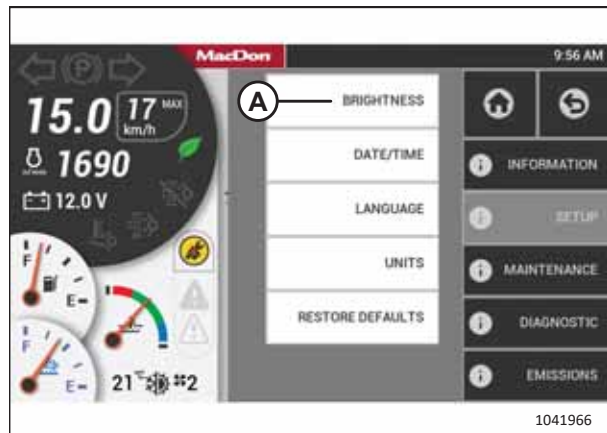 MacDon 9:56 AM
P
15.0 17 MAX
km/h
1690
12.0 V
F
E
F
E
21 °C 2
A
BRIGHTNESS
DATE/TIME
LANGUAGE
UNITS
RESTORE DEFAULTS
INFORMATION
SETUP
MAINTENANCE
DIAGNOSTIC
EMISSIONS
1041966